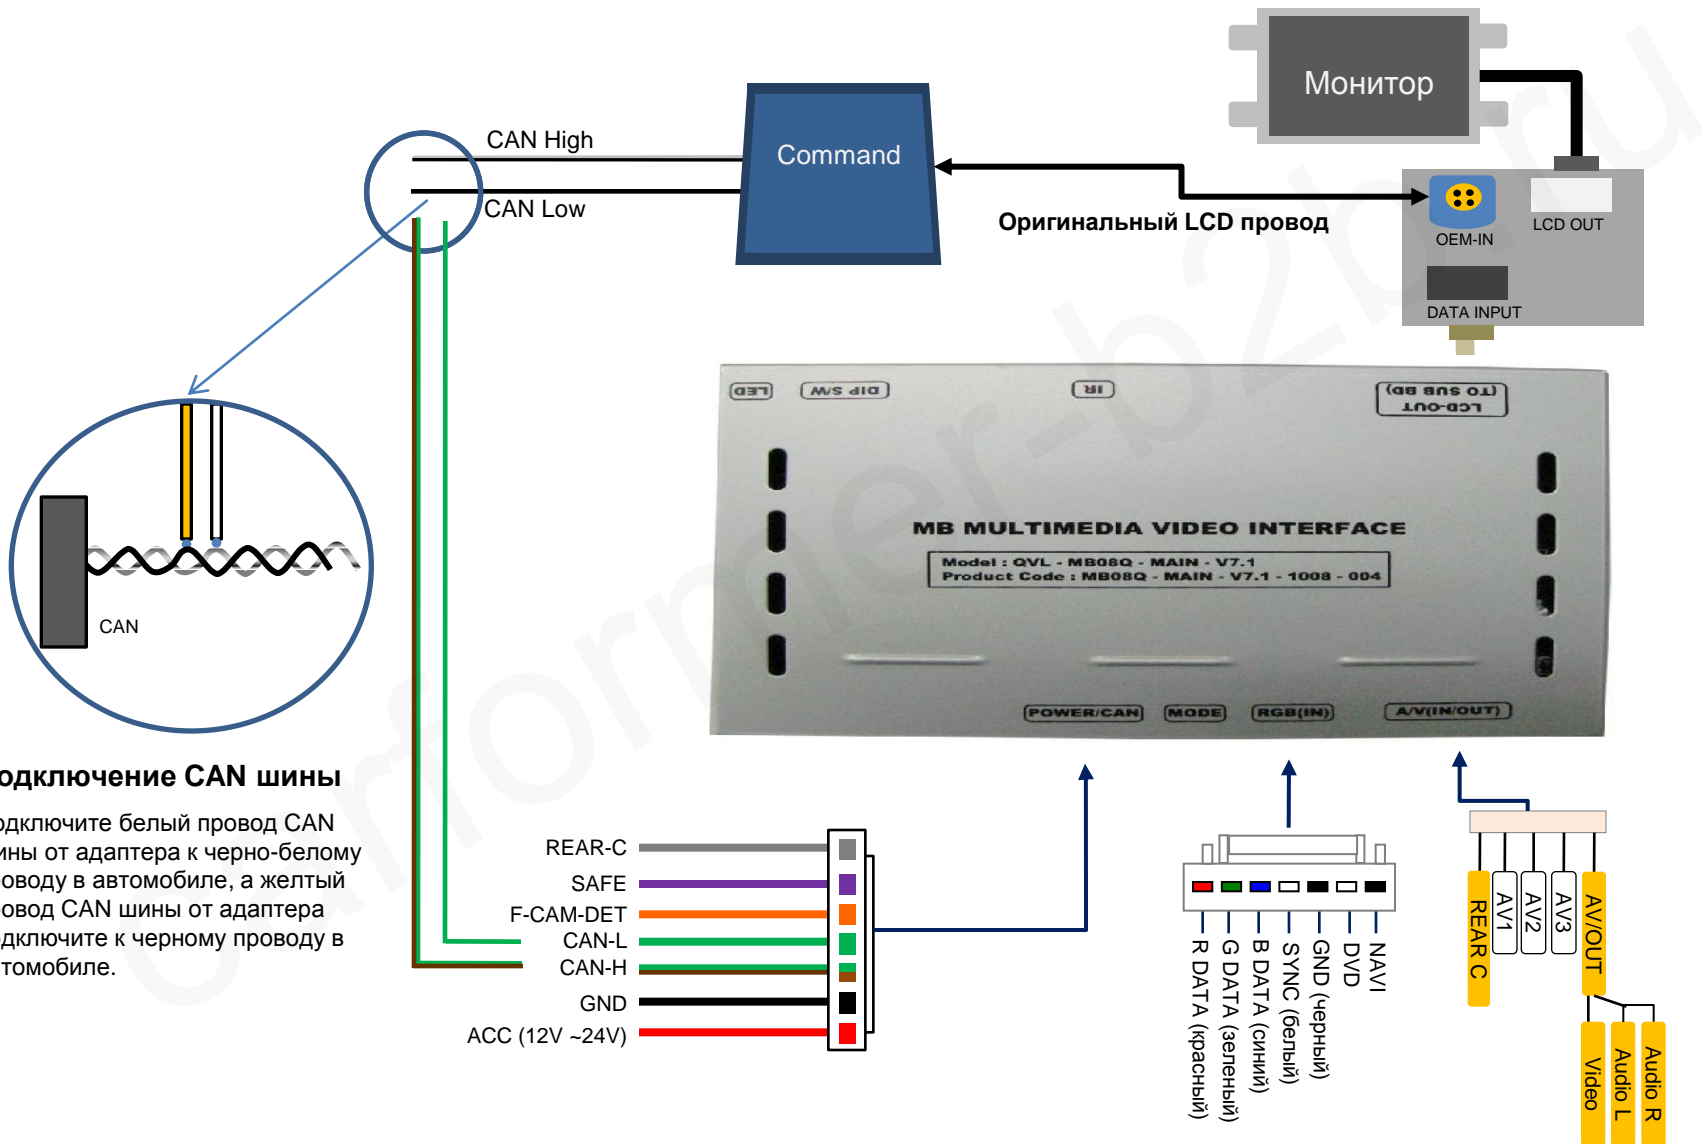 Монитор
CAN High
Command
CAN Low
Оригинальный LCD провод
OEM-IN
LCD OUT
DATA INPUT
LED
DIP S/W
IR
LCD-OUT
(TO SUB BD)
MB MULTIMEDIA VIDEO INTERFACE
Model : QVL - MB08Q - MAIN - V7.1
Product Code : MB08Q - MAIN - V7.1 - 1008 - 004
POWER/CAN
MODE
RGB(IN)
A/V(IN/OUT)
CAN
одключение CAN шины
одключите белый провод CAN
ины от адаптера к черно-белому
роводу в автомобиле, а желтый
ровод CAN шины от адаптера
одключите к черному проводу в
томобиле.
REAR-C
SAFE
F-CAM-DET
CAN-L
CAN-H
GND
ACC (12V ~24V)
R DATA (красный)
G DATA (зеленый)
B DATA (синий)
SYNC (белый)
GND (черный)
DVD
NAVI
REAR C
AV1
AV2
AV3
AV/OUT
Video
Audio L
Audio R
carformer-b2b.ru